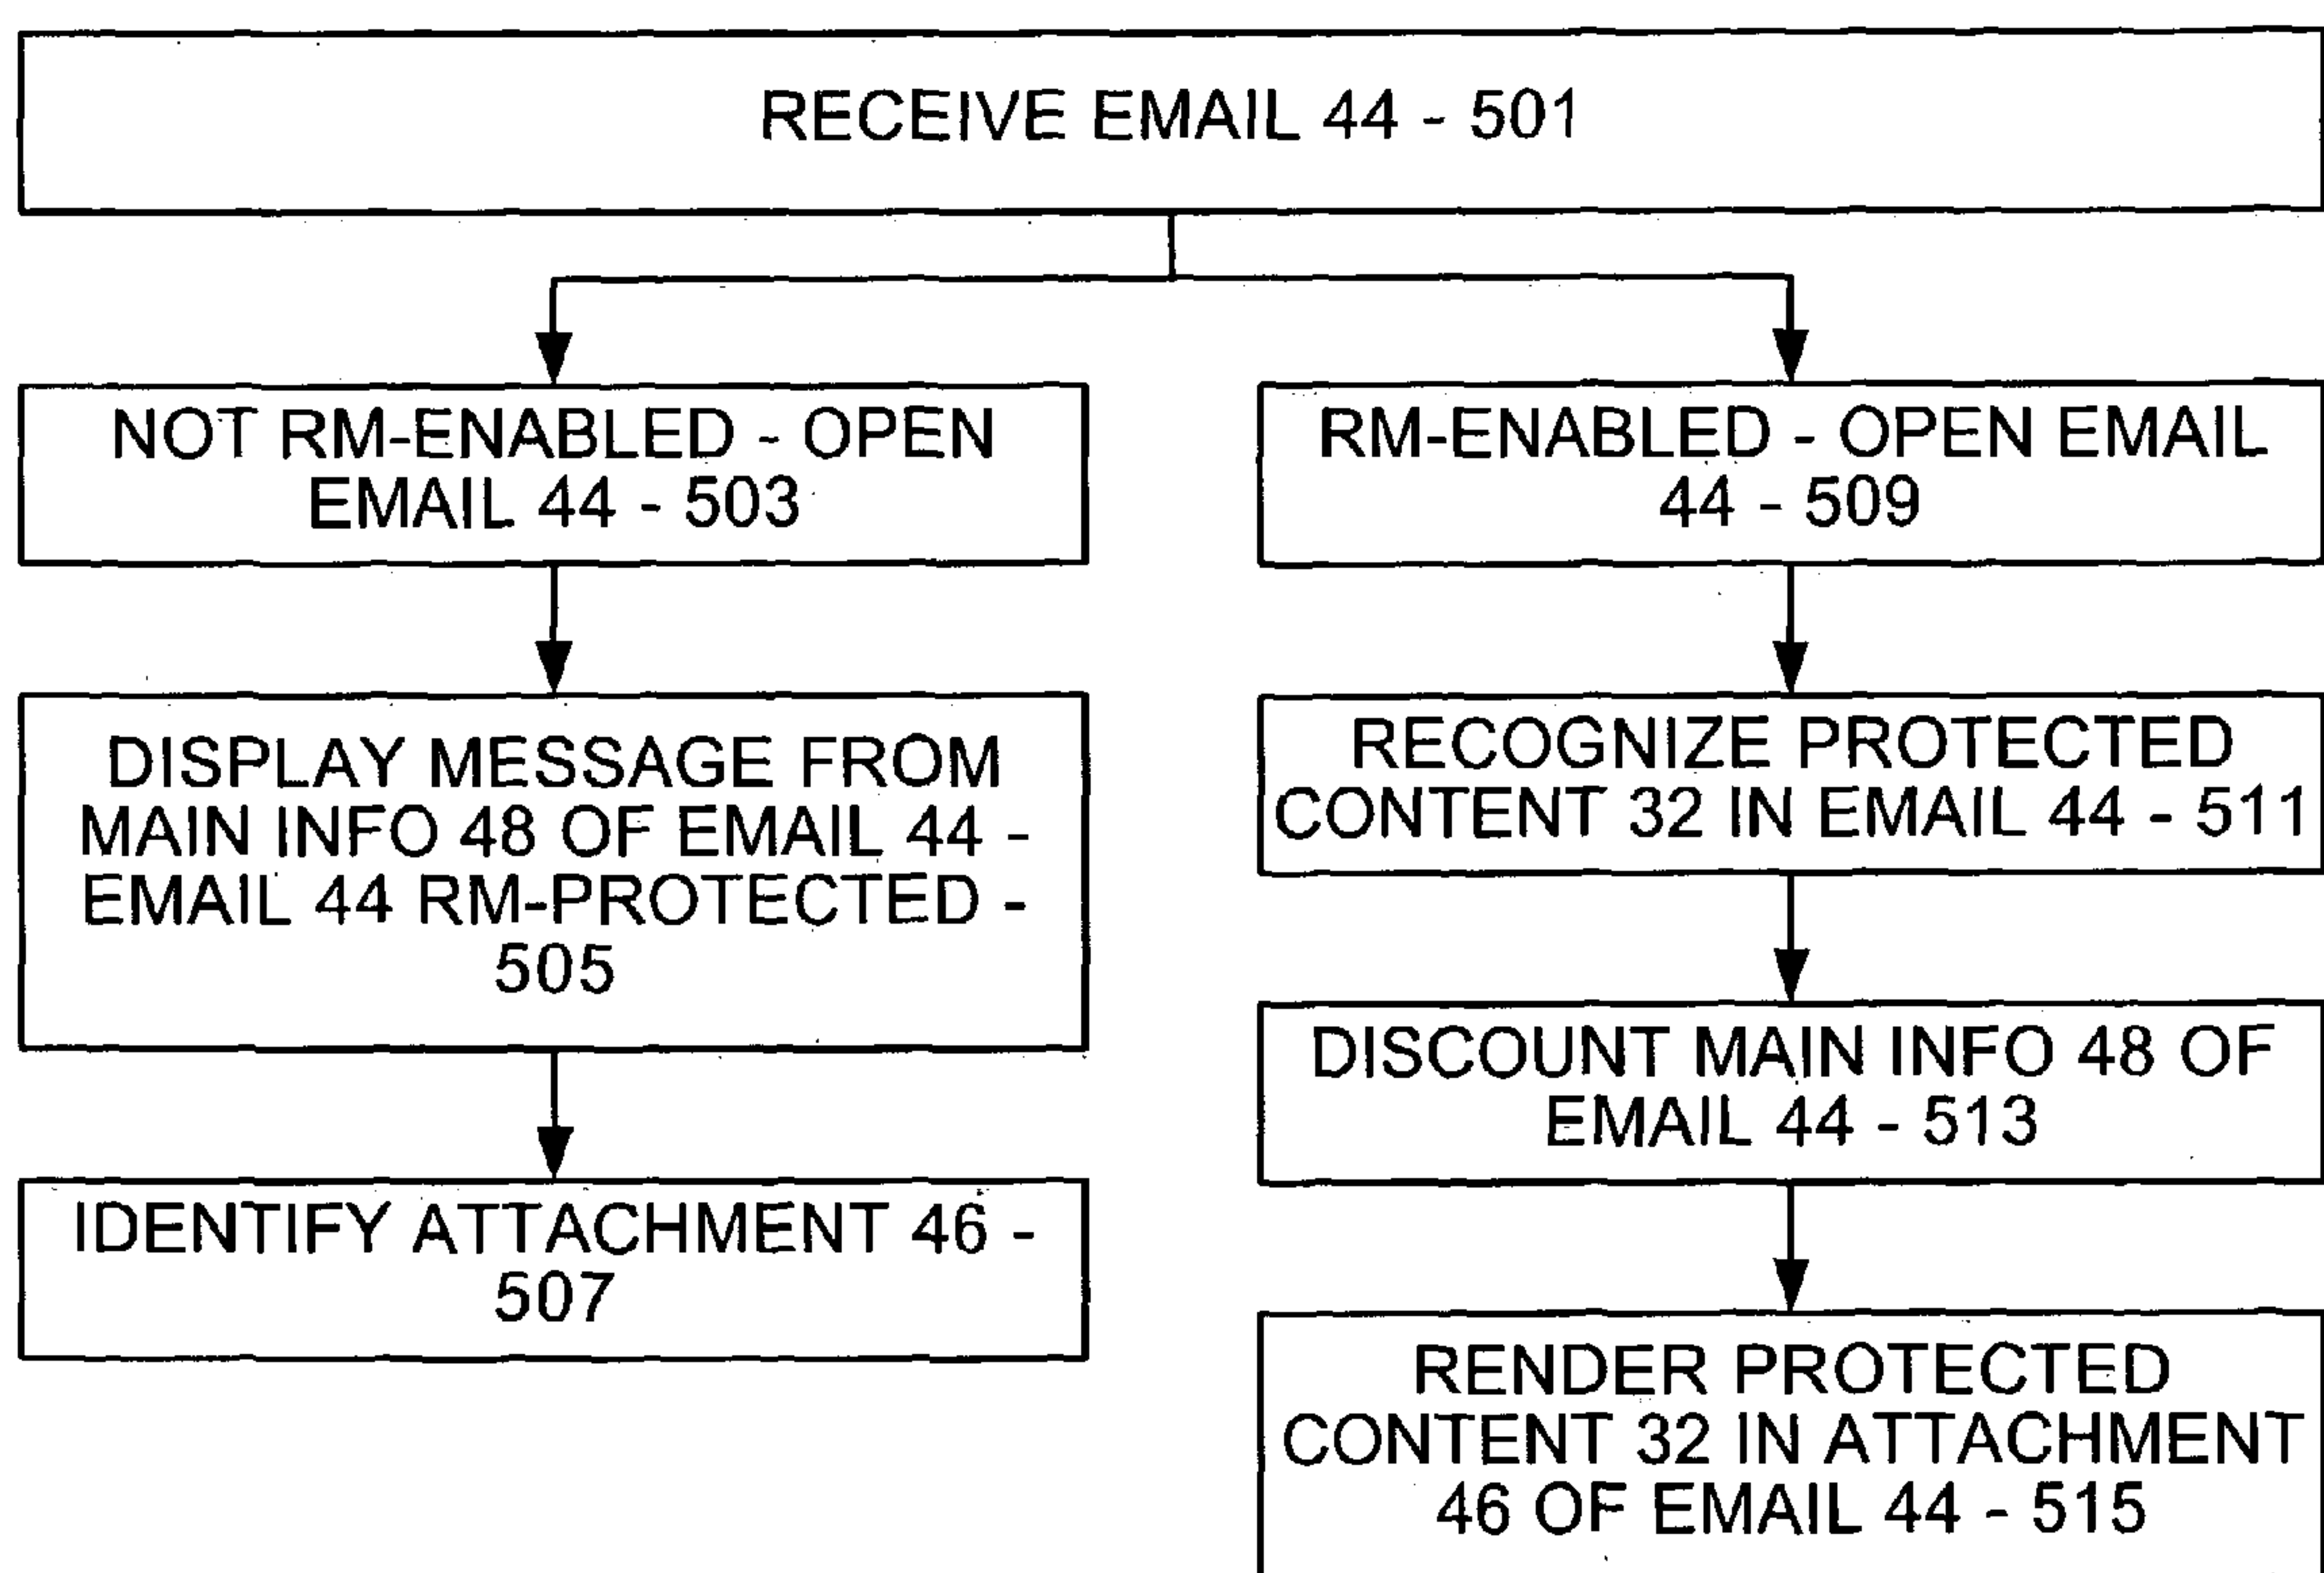 RECEIVE EMAIL 44 - 501
NOT RM-ENABLED - OPEN
EMAIL 44 - 503
DISPLAY MESSAGE FROM
MAIN INFO 48 OF EMAIL 44 -
EMAIL 44 RM-PROTECTED -
505
IDENTIFY ATTACHMENT 46 -
507
RM-ENABLED - OPEN EMAIL
44 - 509
RECOGNIZE PROTECTED
CONTENT 32 IN EMAIL 44 - 511
DISCOUNT MAIN INFO 48 OF
EMAIL 44 - 513
RENDER PROTECTED
CONTENT 32 IN ATTACHMENT
46 OF EMAIL 44 - 515